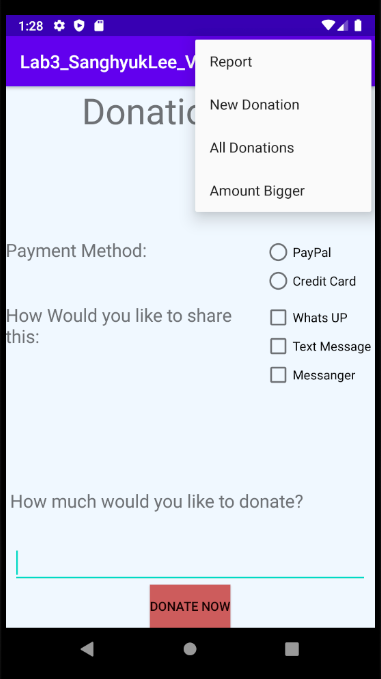 1:28
Lab3_SanghyukLee_V
Report
New Donation
All Donations
Amount Bigger
Donatio
Payment Method:
PayPal
Credit Card
How Would you like to share
this:
Whats UP
Text Message
Messanger
How much would you like to donate?
DONATE NOW